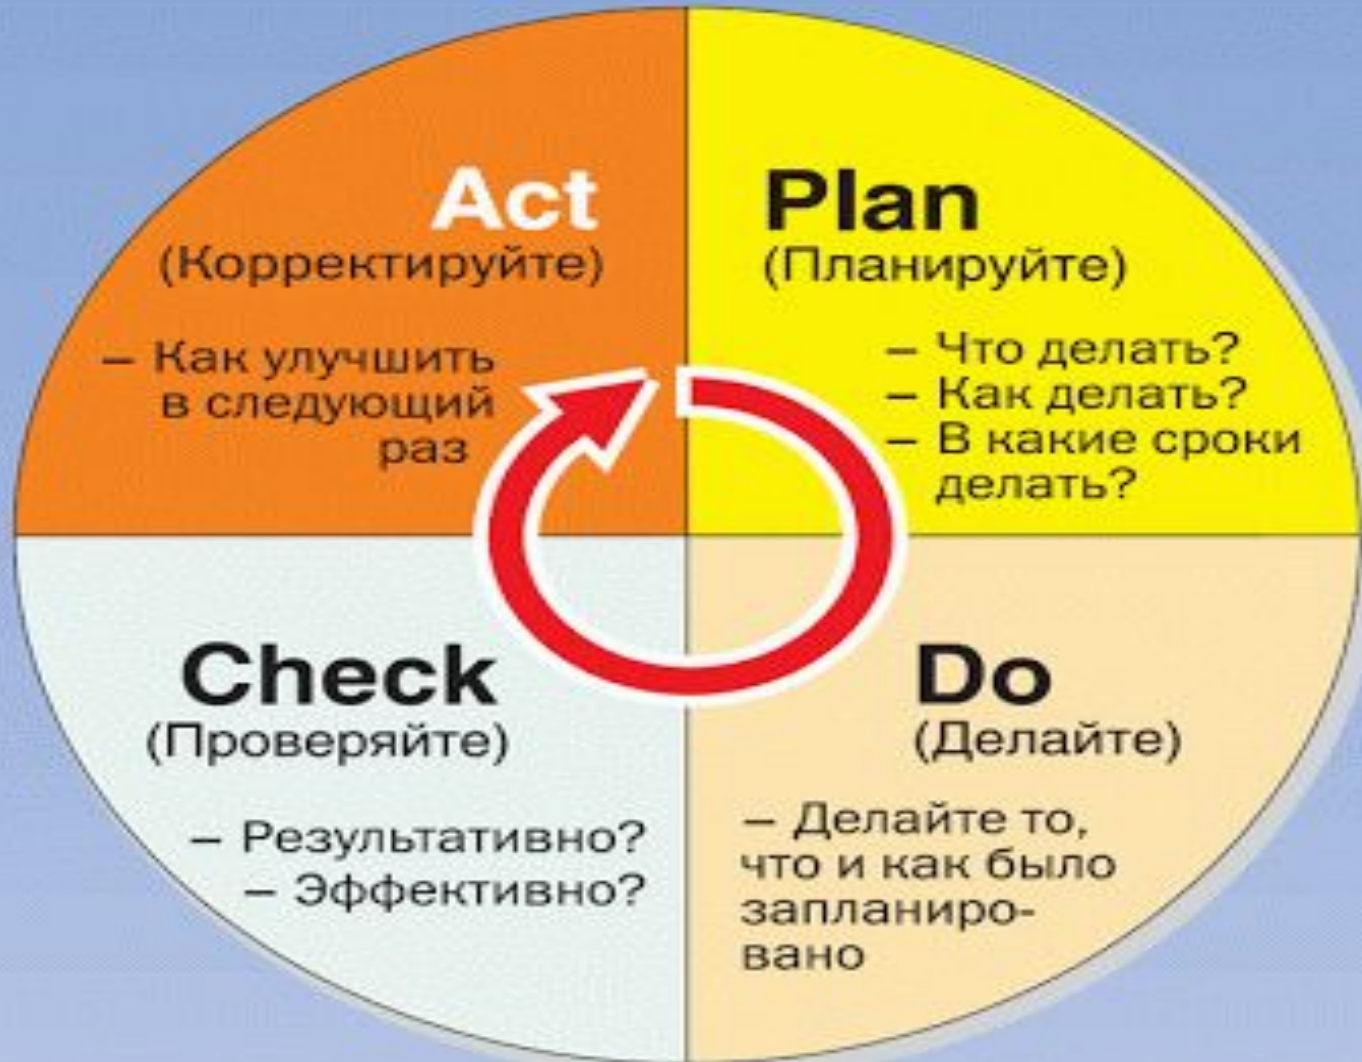 Act
(Корректируйте)
– Как улучшить
в следующий
раз
Plan
(Планируйте)
– Что делать?
– Как делать?
– В какие сроки
делать?
Check
(Проверяйте)
– Результативно?
– Эффективно?
Do
(Делайте)
– Делайте то,
что и как было
запланиро-
вано